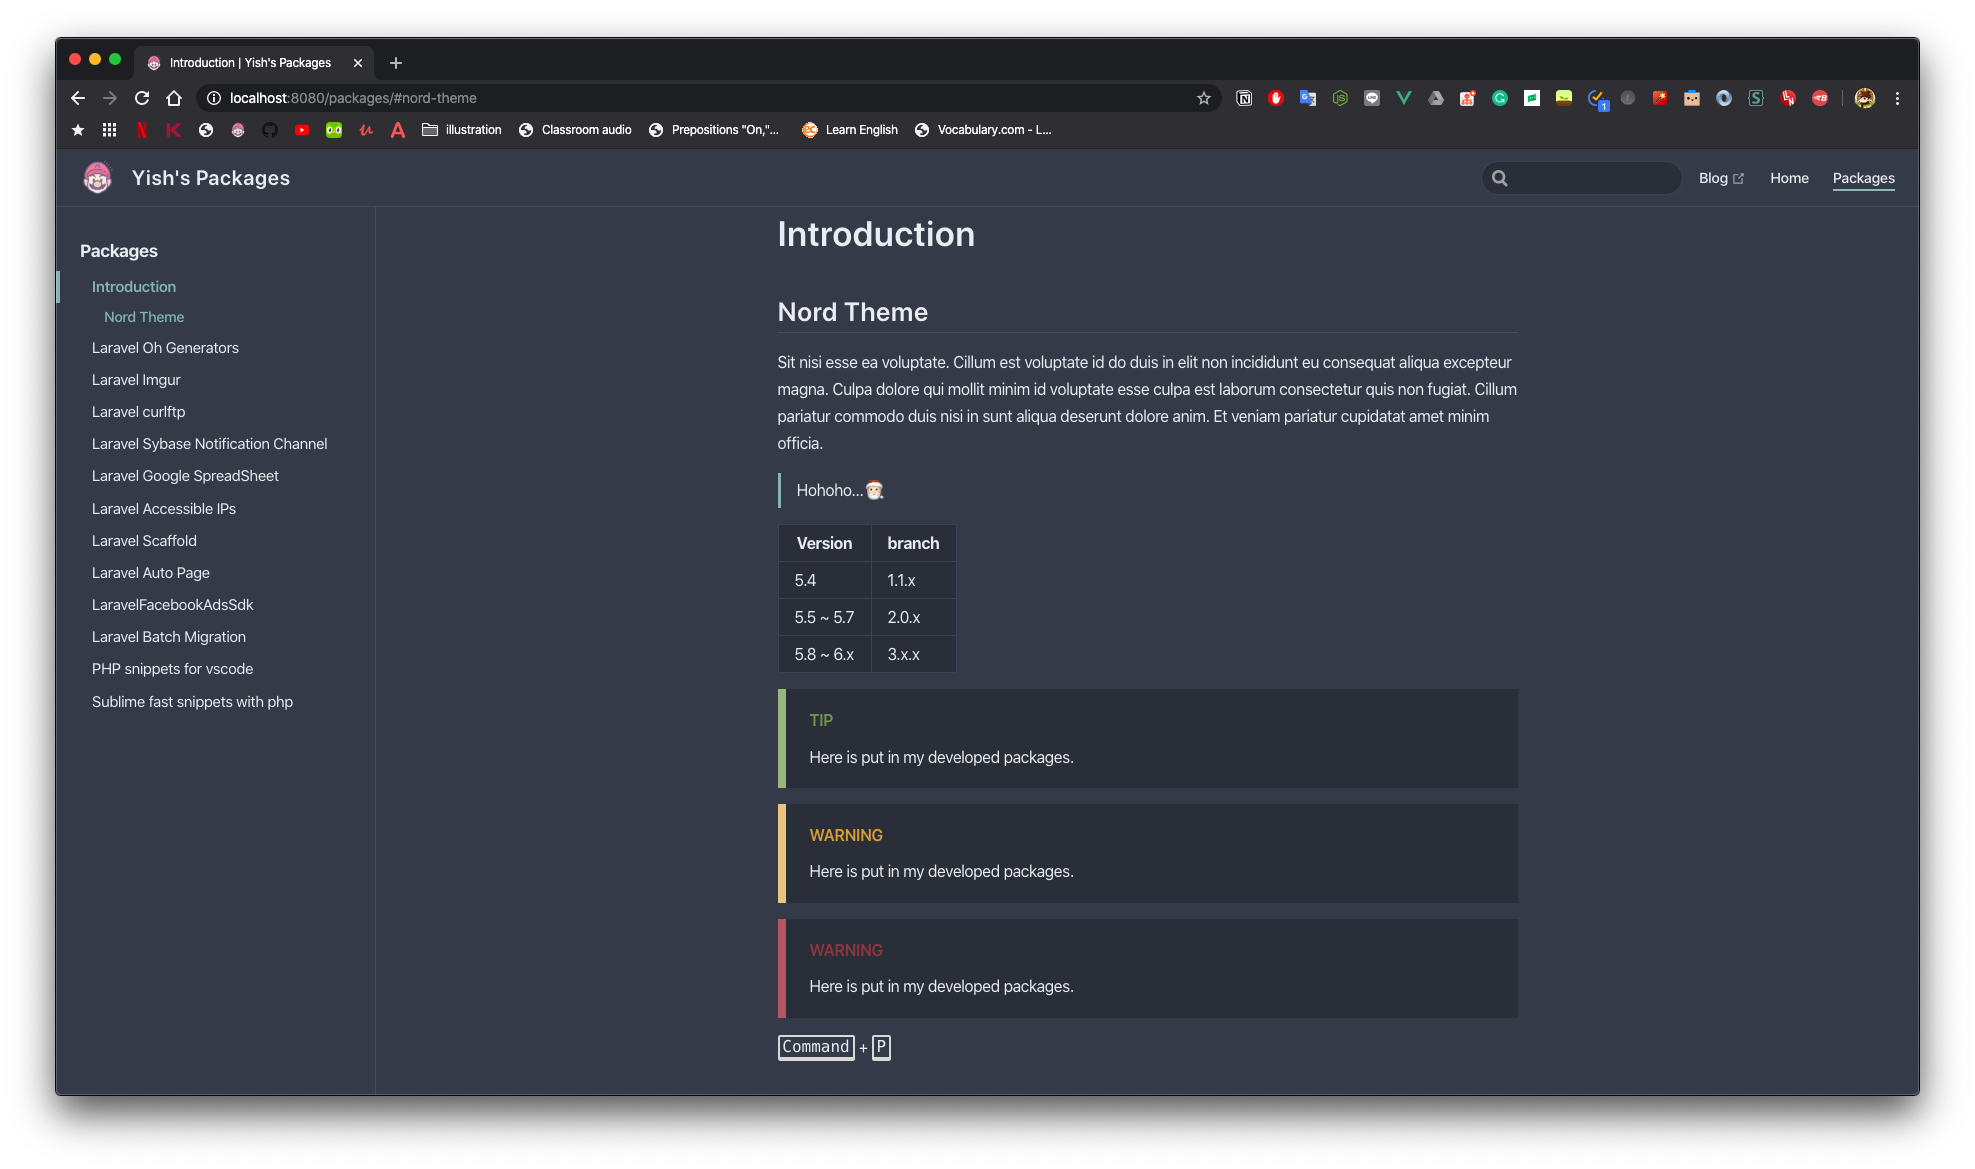 Introduction | Yish's Packages
localhost:8080/packages/#nord-theme
illustration
Classroom audio
Prepositions "On,"...
Learn English
Vocabulary.com - L...
Yish's Packages
Blog
Home
Packages
Packages
Introduction
Nord Theme
Laravel Oh Generators
Laravel Imgur
Laravel curlftp
Laravel Sybase Notification Channel
Laravel Google SpreadSheet
Laravel Accessible IPs
Laravel Scaffold
Laravel Auto Page
LaravelFacebookAdsSdk
Laravel Batch Migration
PHP snippets for vscode
Sublime fast snippets with php
Introduction
Nord Theme
Sit nisi esse ea voluptate. Cillum est voluptate id do duis in elit non incididunt eu consequat aliqua excepteur
magna. Culpa dolore qui mollit minim id voluptate esse culpa est laborum consectetur quis non fugiat. Cillum
pariatur commodo duis nisi in sunt aliqua deserunt dolore anim. Et veniam pariatur cupidatat amet minim
officia.
Hohoho...🎅🏻
Version branch
5.4 1.1.x
5.5 ~ 5.7 2.0.x
5.8 ~ 6.x 3.x.x
TIP
Here is put in my developed packages.
WARNING
Here is put in my developed packages.
WARNING
Here is put in my developed packages.
Command + P